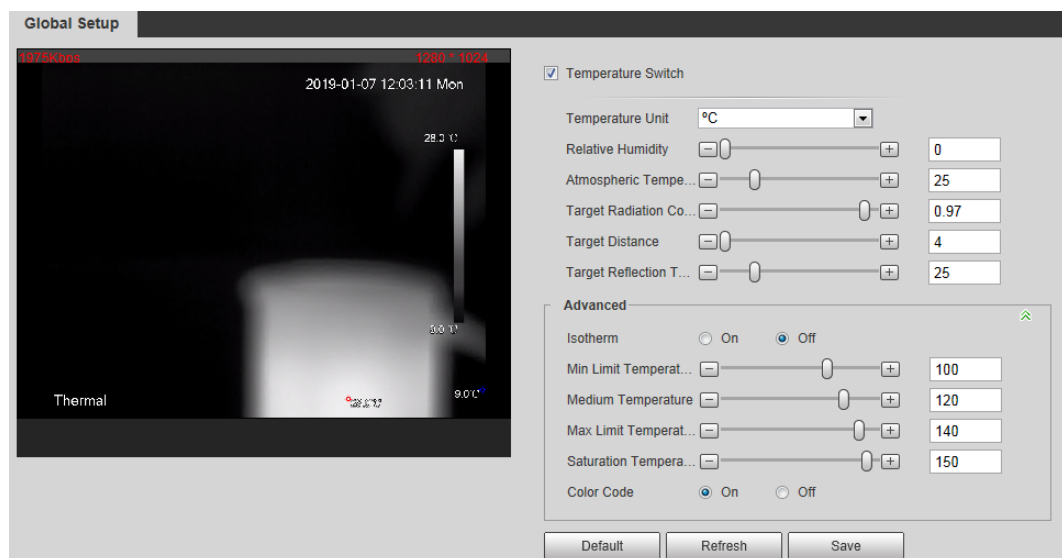 Global Setup
1975Kbps
1280 * 1024
2019-01-07 12:03:11 Mon
Thermal
9.0℃
Temperature Switch
Temperature Unit
ºC
Relative Humidity
0
Atmospheric Tempe...
25
Target Radiation Co...
0.97
Target Distance
4
Target Reflection T...
25
Advanced
Isotherm
On
Off
Min Limit Temperat...
100
Medium Temperature
120
Max Limit Temperat...
140
Saturation Tempera...
150
Color Code
On
Off
Default
Refresh
Save